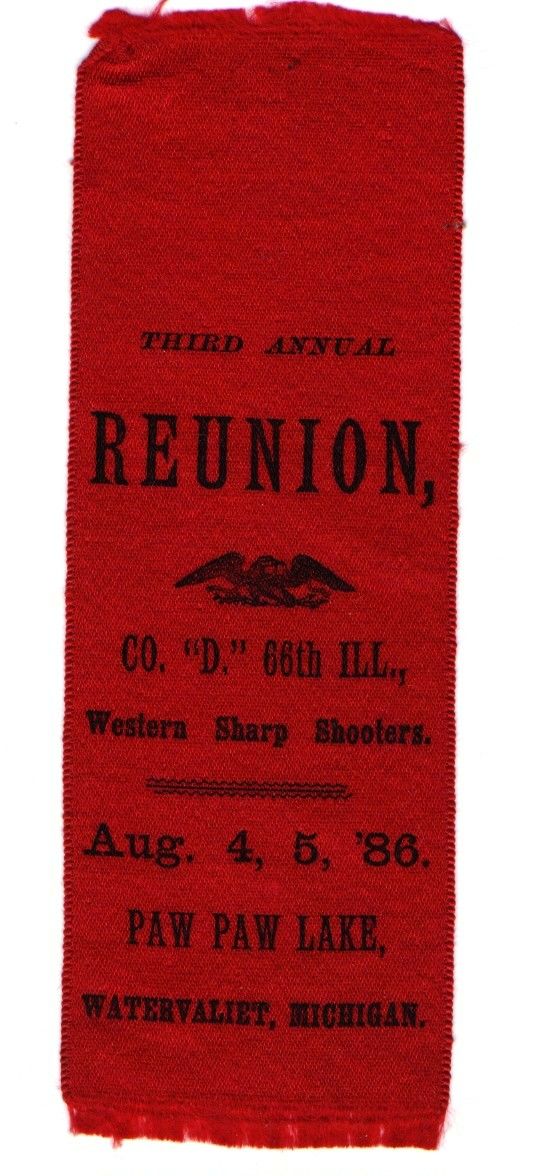 THIRD ANNUAL
REUNION,
CO. "D." 66th ILL.,
Western Sharp Shooters.
Aug. 4, 5, '86.
PAW PAW LAKE,
WATERVALIET, MICHIGAN.